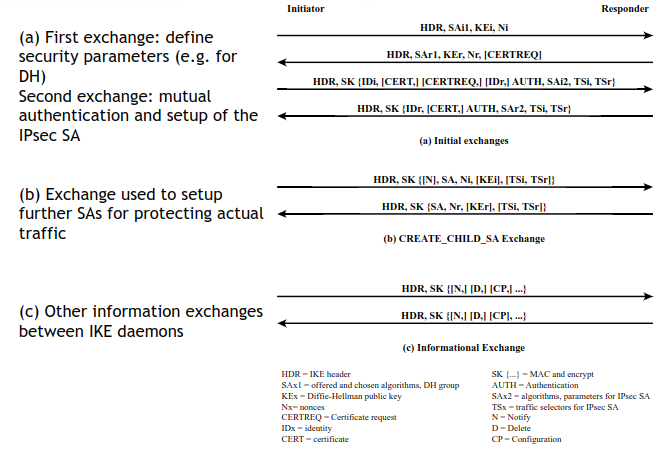 Initiator
Responder
(a) First exchange: define
security parameters (e.g. for
DH)
Second exchange: mutual
authentication and setup of the
IPsec SA
HDR, SAi1, KEi, Ni
HDR, SAr1, KEr, Nr, [CERTREQ]
HDR, SK {IDi, [CERT,] [CERTREQ,] [IDr,] AUTH, SAi2, TSi, TSr}
HDR, SK {IDr, [CERT,] AUTH, SAr2, TSi, TSr}
(a) Initial exchanges
(b) Exchange used to setup
further SAs for protecting actual
traffic
HDR, SK {[N], SA, Ni, [KEi], [TSi, TSr]}
HDR, SK {SA, Nr, [KEr], [TSi, TSr]}
(b) CREATE_CHILD_SA Exchange
(c) Other information exchanges
between IKE daemons
HDR, SK {[N,] [D,] [CP,] ...}
HDR, SK {[N,] [D,] [CP], ...}
(c) Informational Exchange
HDR = IKE header
SAx1 = offered and chosen algorithms, DH group
KEx = Diffie-Hellman public key
Nx= nonces
CERTREQ = Certificate request
IDx = identity
CERT = certificate
SK {...} = MAC and encrypt
AUTH = Authentication
SAx2 = algorithms, parameters for IPsec SA
TSx = traffic selectors for IPsec SA
N = Notify
D = Delete
CP = Configuration